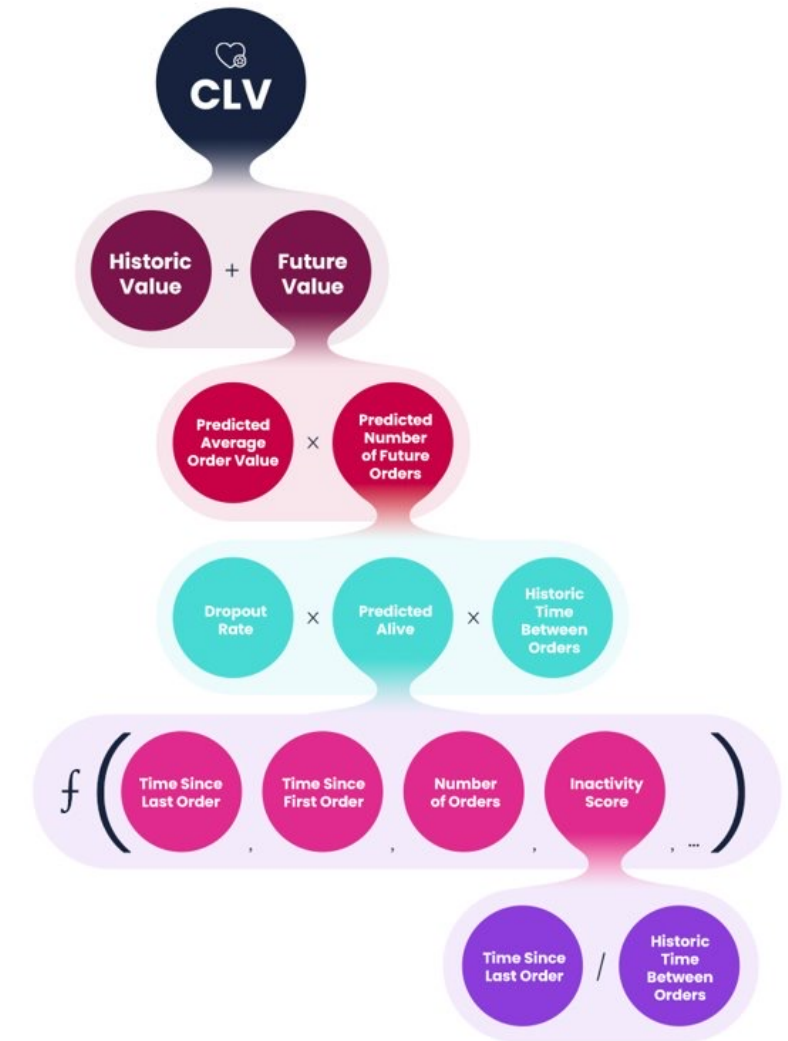 CLV
Historic
Value
+
Future
Value
Predicted
Average
Order Value
×
Predicted
Number
of Future
Orders
Dropout
Rate
×
Predicted
Alive
×
Historic
Time
Between
Orders
f
(
Time Since
Last Order
,
Time Since
First Order
,
Number
of Orders
,
Inactivity
Score
, ...
)
Time Since
Last Order
/
Historic
Time
Between
Orders